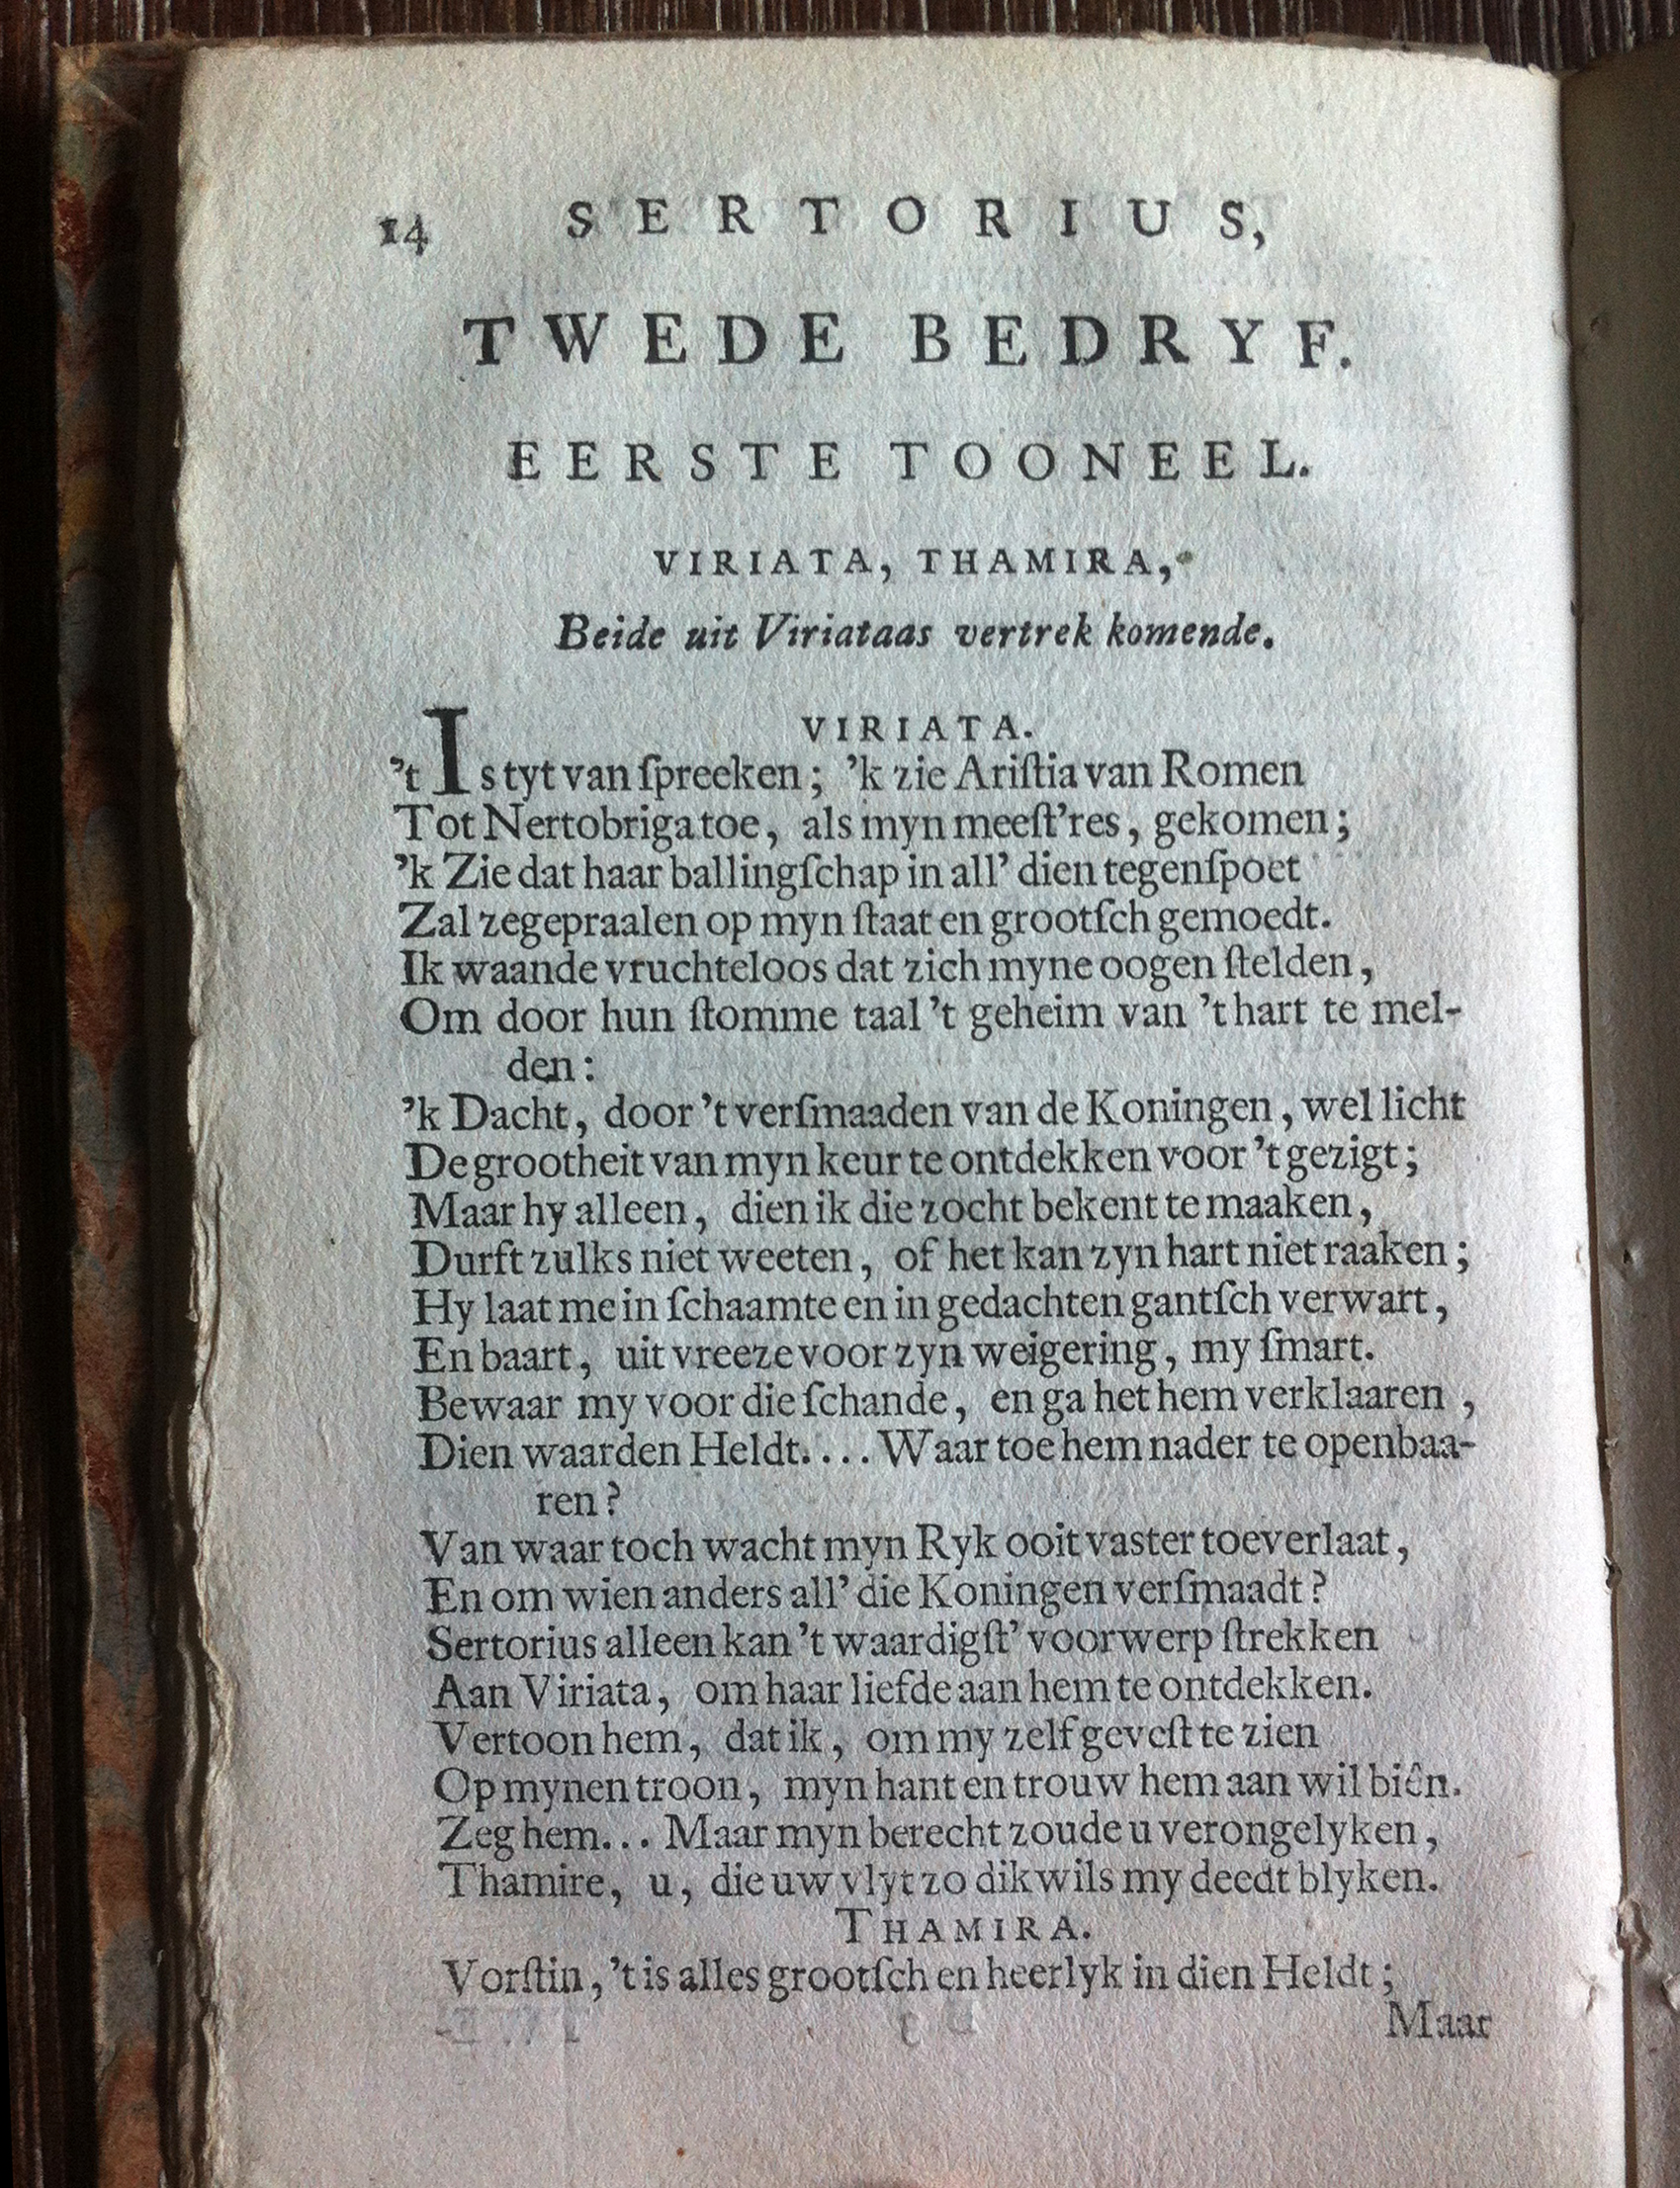 14 SERTORIUS,
TWEDE BEDRYF.
EERSTE TOONEEL.
VIRIATA, THAMIRA,
Beide uit Viriataas vertrek komende.
VIRIATA.
’t Is tyt van ſpreeken; ’k zie Ariſtia van Romen
Tot Nertobriga toe, als myn meeſt’res, gekomen;
’k Zie dat haar ballingſchap in all’ dien tegenſpoet
Zal zegepraalen op myn ſtaat en grootſch gemoedt.
Ik waande vruchteloos dat zich myne oogen ſtelden,
Om door hun ſtomme taal ’t geheim van ’t hart te mel-
den:
’k Dacht, door ’t verſmaaden van de Koningen, wel licht
De grootheit van myn keur te ontdekken voor ’t gezigt;
Maar hy alleen, dien ik die zocht bekent te maaken,
Durft zulks niet weeten, of het kan zyn hart niet raaken;
Hy laat me in ſchaamte en in gedachten gantſch verwart,
En baart, uit vreeze voor zyn weigering, my ſmart.
Bewaar my voor die ſchande, en ga het hem verklaaren,
Dien waarden Heldt.... Waar toe hem nader te openbaa-
ren?
Van waar toch wacht myn Ryk ooit vaster toeverlaat,
En om wien anders all’ die Koningen verſmaadt?
Sertorius alleen kan ’t waardigſt’ voorwerp ſtrekken
Aan Viriata, om haar liefde aan hem te ontdekken.
Vertoon hem, dat ik, om my zelf geveſt te zien
Op mynen troon, myn hant en trouw hem aan wil biên.
Zeg hem... Maar myn berecht zoude u verongelyken,
Thamire, u, die uw vlyt zo dikwils my deedt blyken.
THAMIRA.
Vorſtin, ’t is alles grootſch en heerlyk in dien Heldt;
Maar